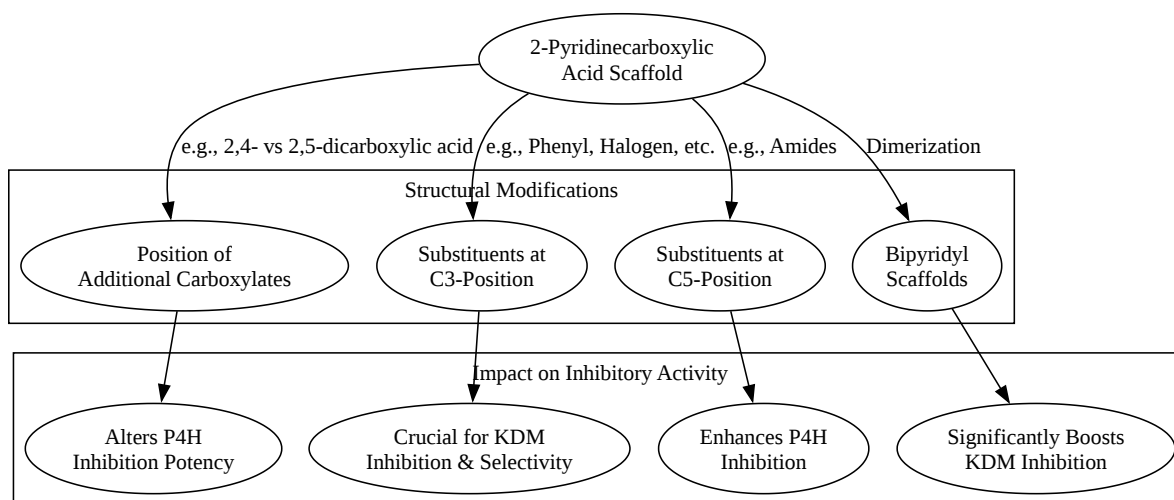 2-Pyridinecarboxylic
Acid Scaffold
e.g., 2,4- vs 2,5-dicarboxylic acid
e.g., Phenyl, Halogen, etc.
e.g., Amides
Dimerization
Structural Modifications
Position of
Additional Carboxylates
Substituents at
C3-Position
Substituents at
C5-Position
Bipyridyl
Scaffolds
Impact on Inhibitory Activity
Alters P4H
Inhibition Potency
Crucial for KDM
Inhibition & Selectivity
Enhances P4H
Inhibition
Significantly Boosts
KDM Inhibition